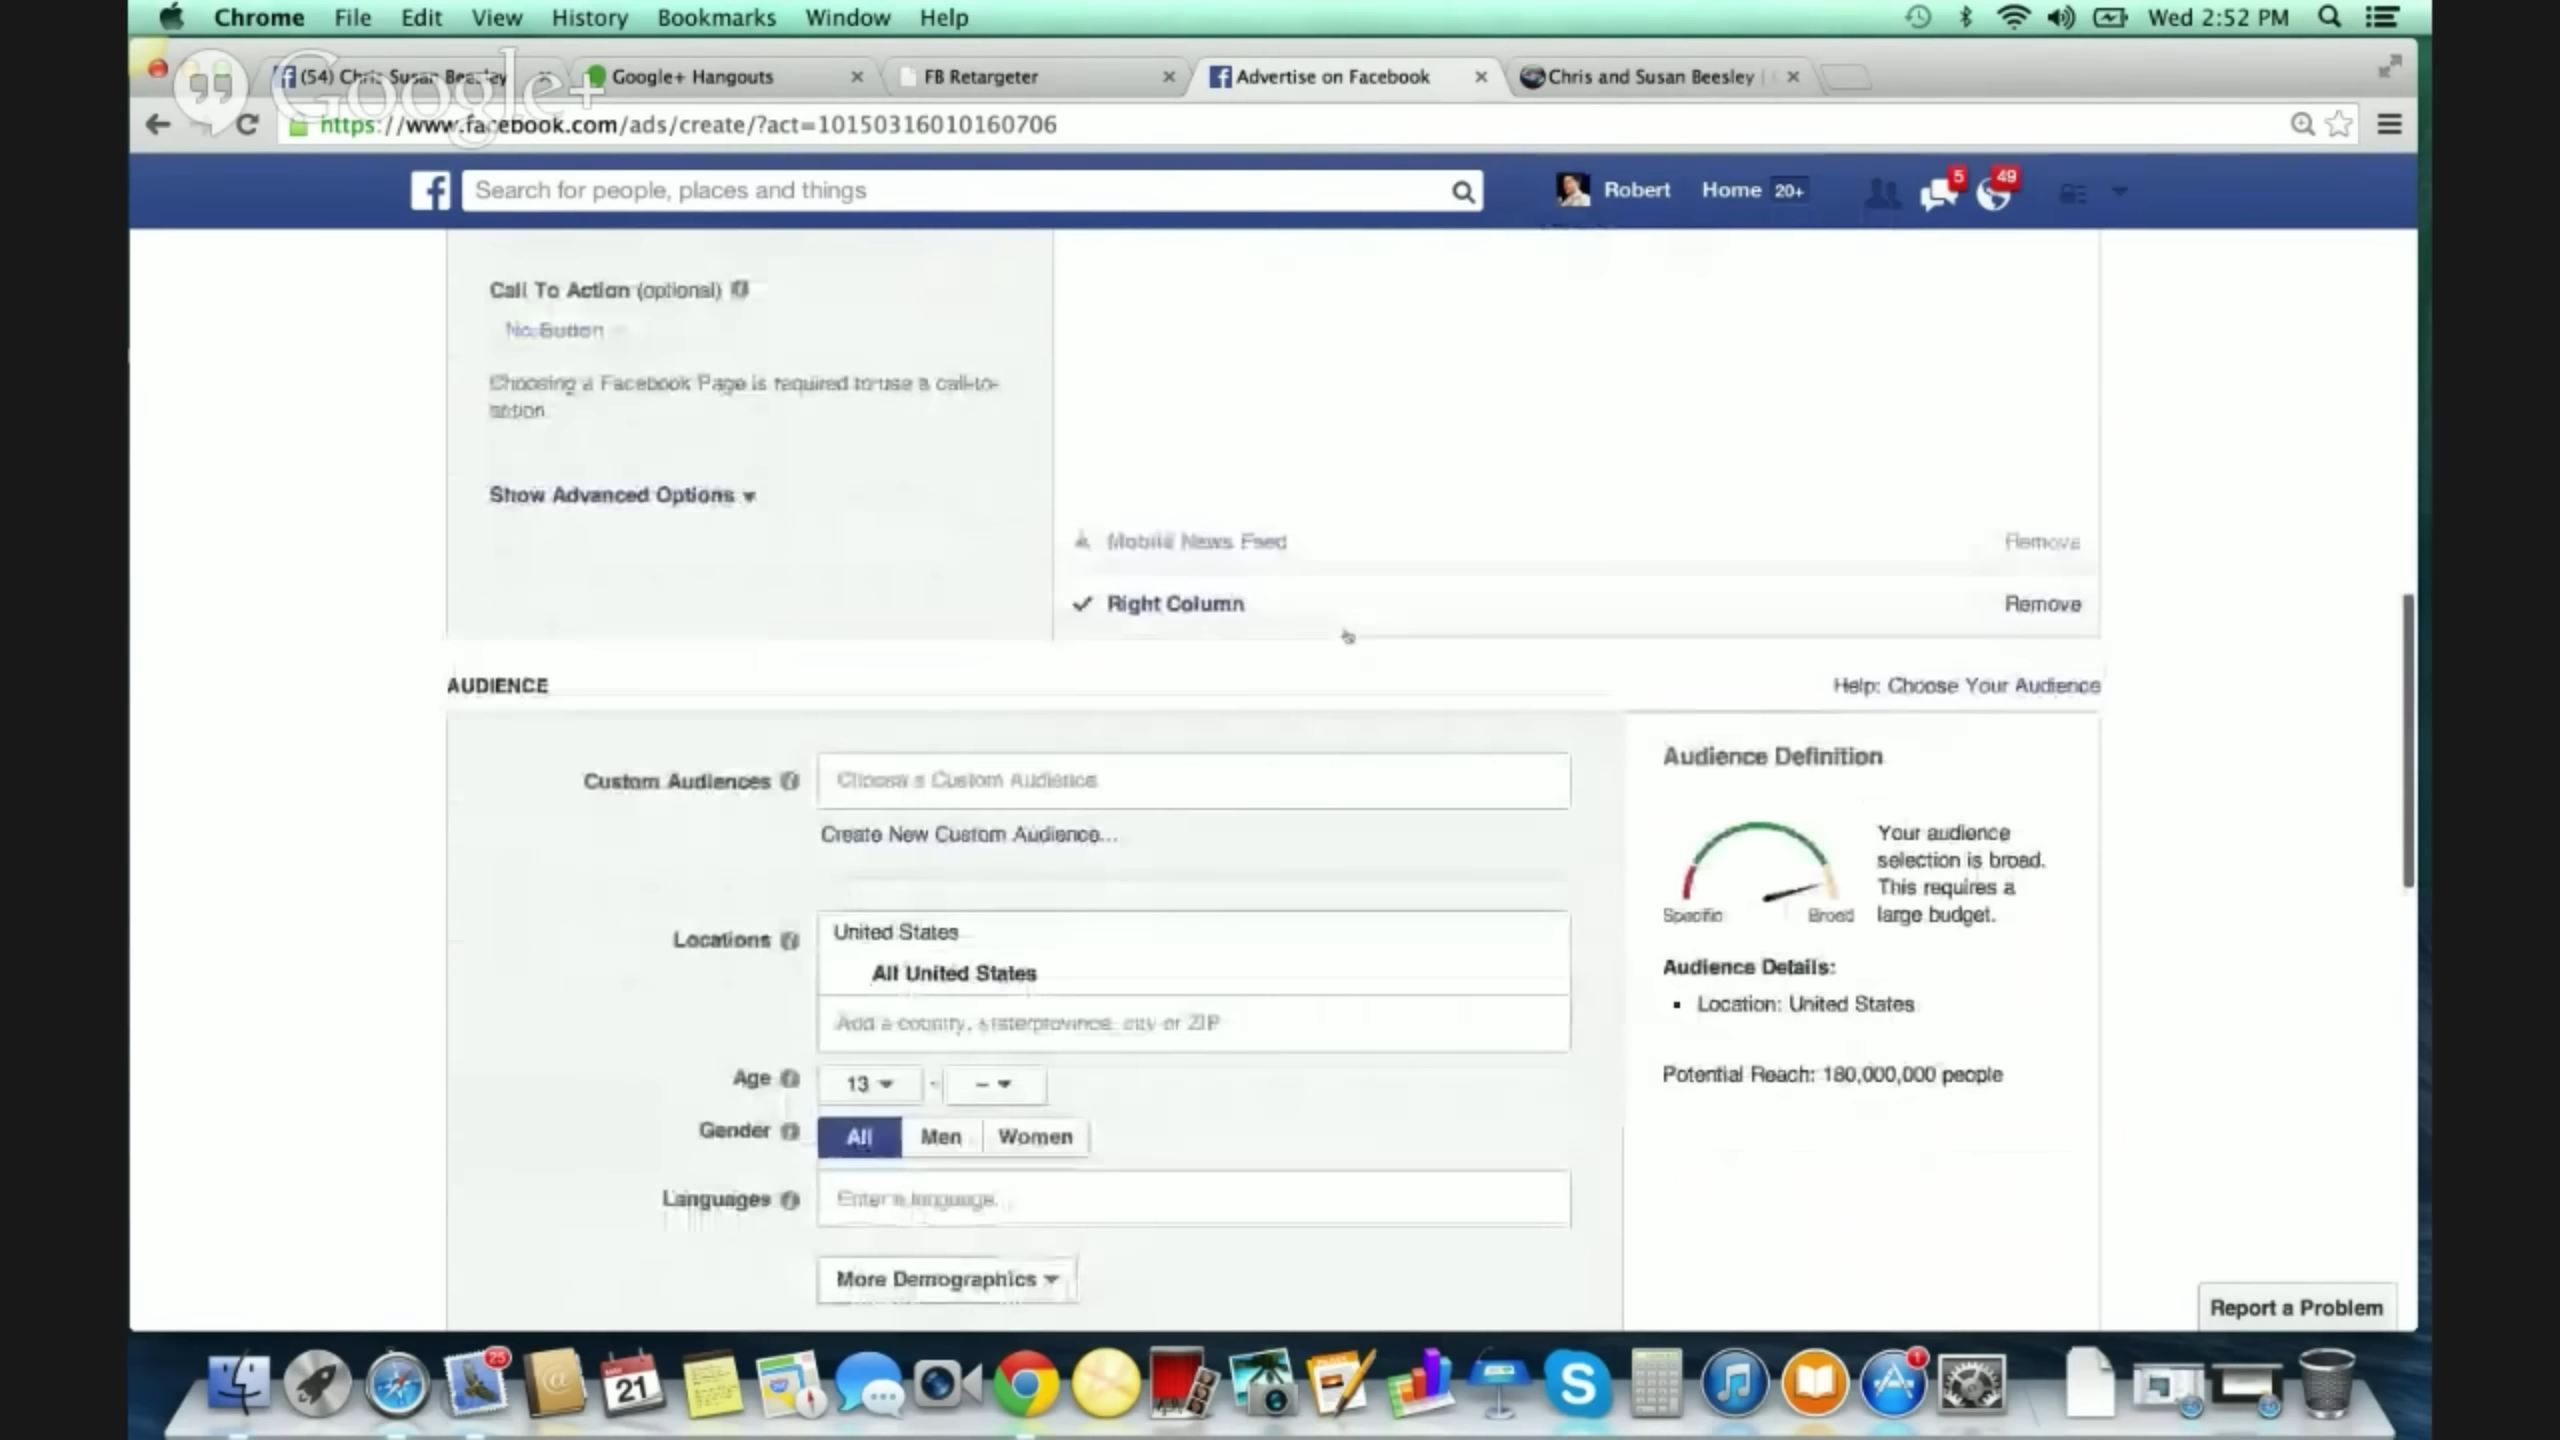 Chrome File Edit View History Bookmarks Window Help Wed 2:52 PM
(54) Chris Susan Beesley Google+ Hangouts FB Retargeter Advertise on Facebook Chris and Susan Beesley
Google+
https://www.facebook.com/ads/create/?act=10150316010160706
Search for people, places and things Robert Home 20+ 5 49
Call To Action (optional)
No Button
Choosing a Facebook Page is required to use a call-to-
action
Show Advanced Options
Mobile News Feed Remove
Right Column Remove
AUDIENCE Help: Choose Your Audience
Custom Audiences Choose a Custom Audience
Create New Custom Audience...
Locations United States
All United States
Add a country, state/province, city or ZIP
Age 13 - --
Gender All Men Women
Languages Enter a language...
More Demographics
Audience Definition
Your audience
selection is broad.
This requires a
large budget.
Specific Broad
Audience Details:
Location: United States
Potential Reach: 180,000,000 people
Report a Problem
25
21
1